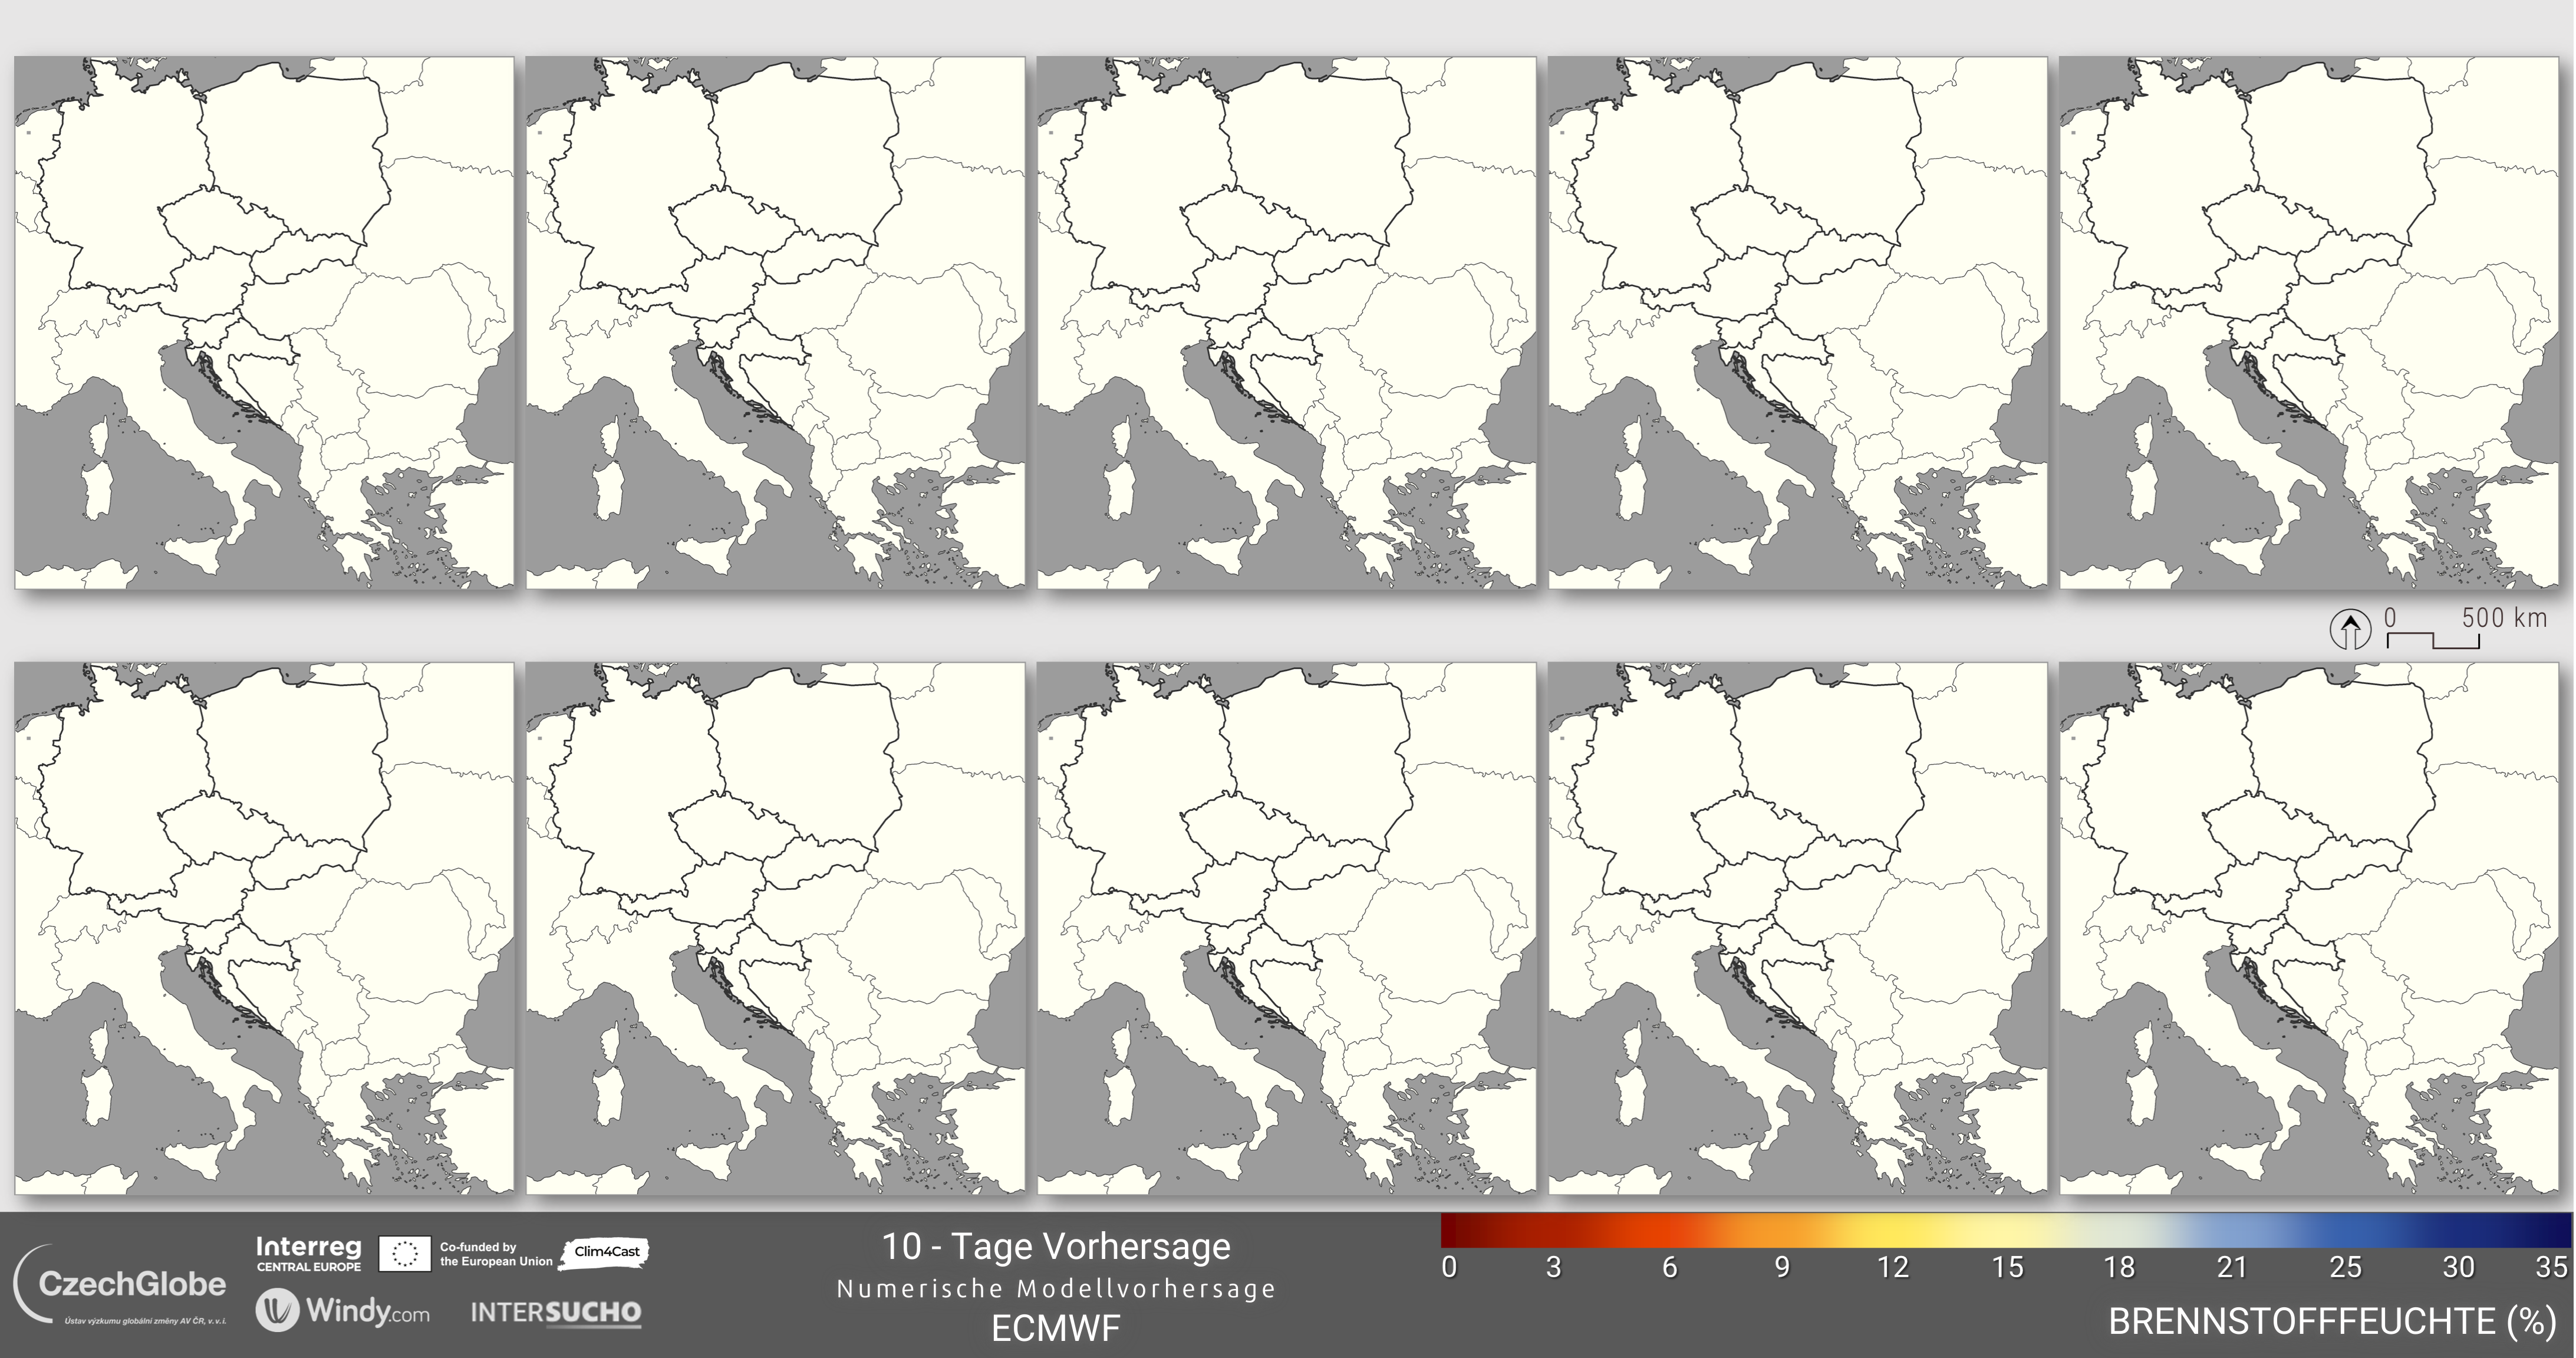 0 500 km
Interreg
CENTRAL EUROPE
Co-funded by
the European Union
Clim4Cast
CzechGlobe
Ústav výzkumu globální změny AV ČR, v. v. i.
Windy.com
INTERSUCHO
10 - Tage Vorhersage
Numerische Modellvorhersage
ECMWF
0 3 6 9 12 15 18 21 25 30 35
BRENNSTOFFFEUCHTE (%)